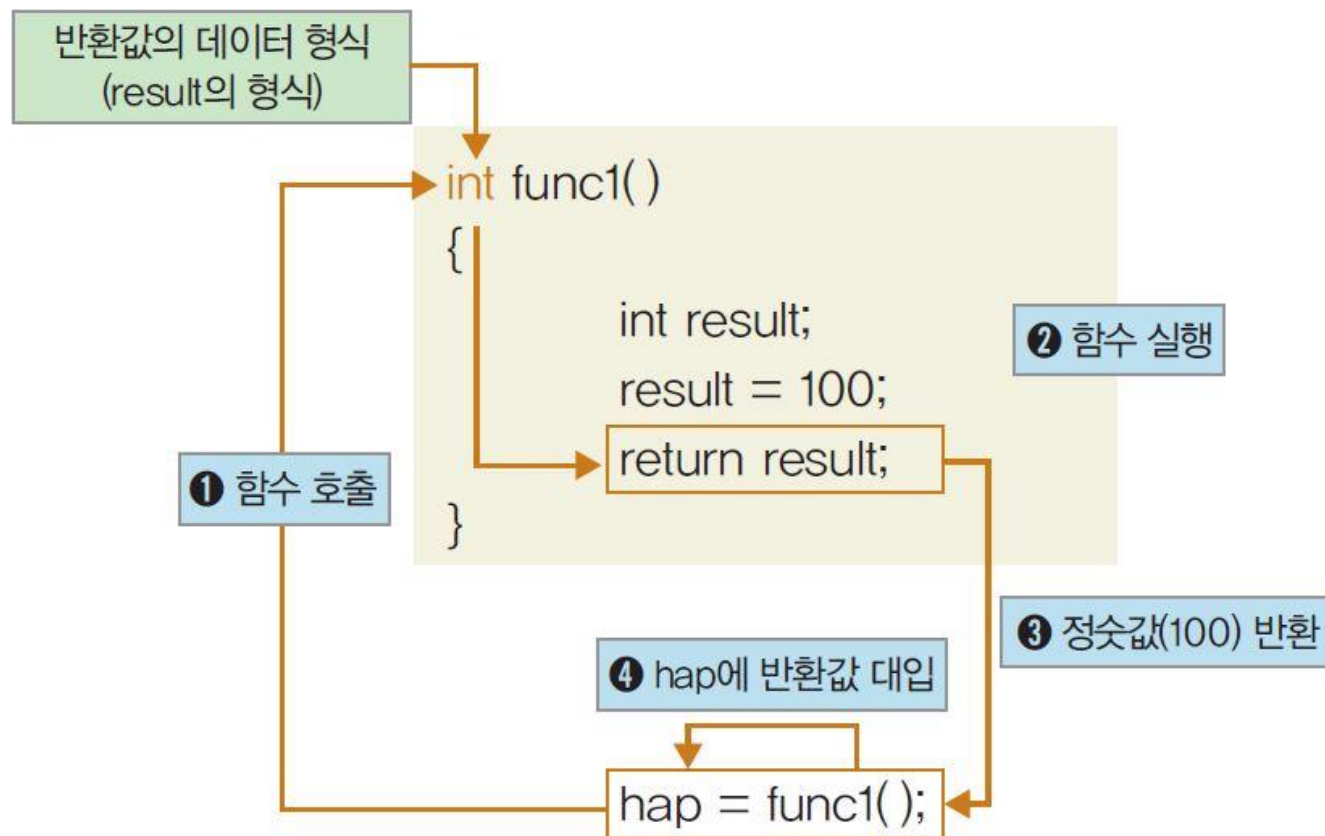 반환값의 데이터 형식
(result의 형식)
int func1( )
{
int result;
result = 100;
return result;
}
❶ 함수 호출
❷ 함수 실행
❸ 정숫값(100) 반환
❹ hap에 반환값 대입
hap = func1( );